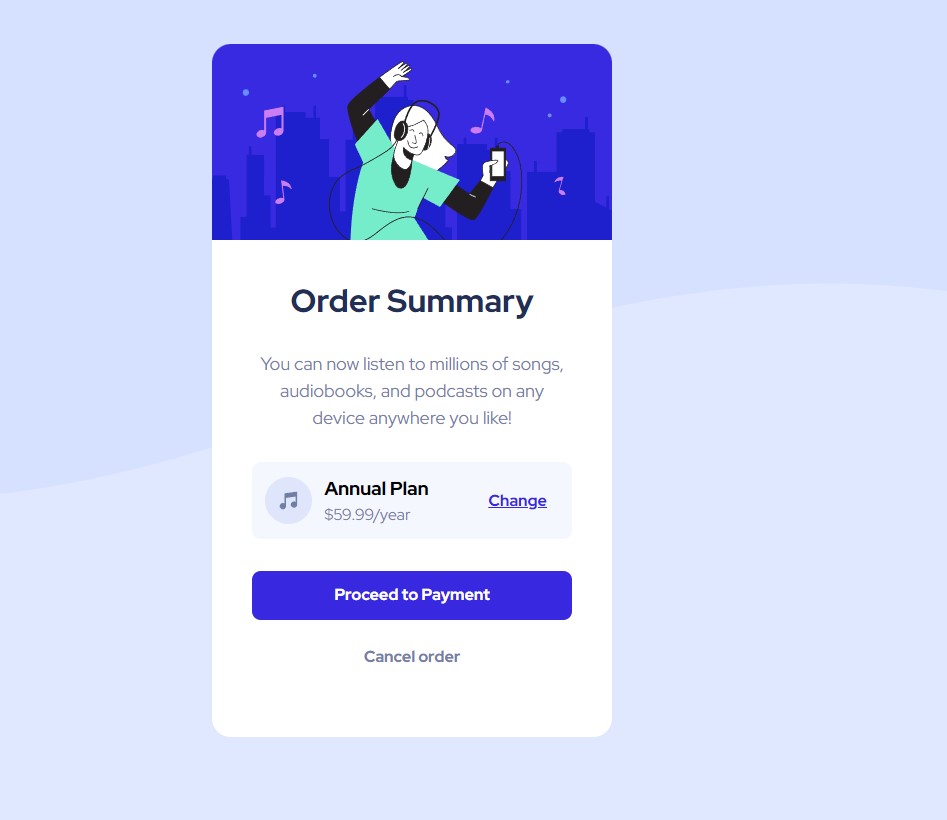 Order Summary
You can now listen to millions of songs,
audiobooks, and podcasts on any
device anywhere you like!
Annual Plan
$59.99/year
Change
Proceed to Payment
Cancel order